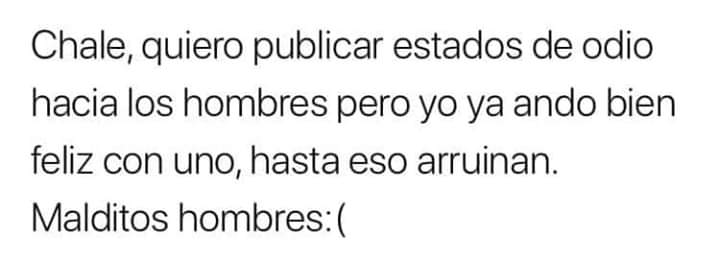 Chale, quiero publicar estados de odio
hacia los hombres pero yo ya ando bien
feliz con uno, hasta eso arruinan.
Malditos hombres:(